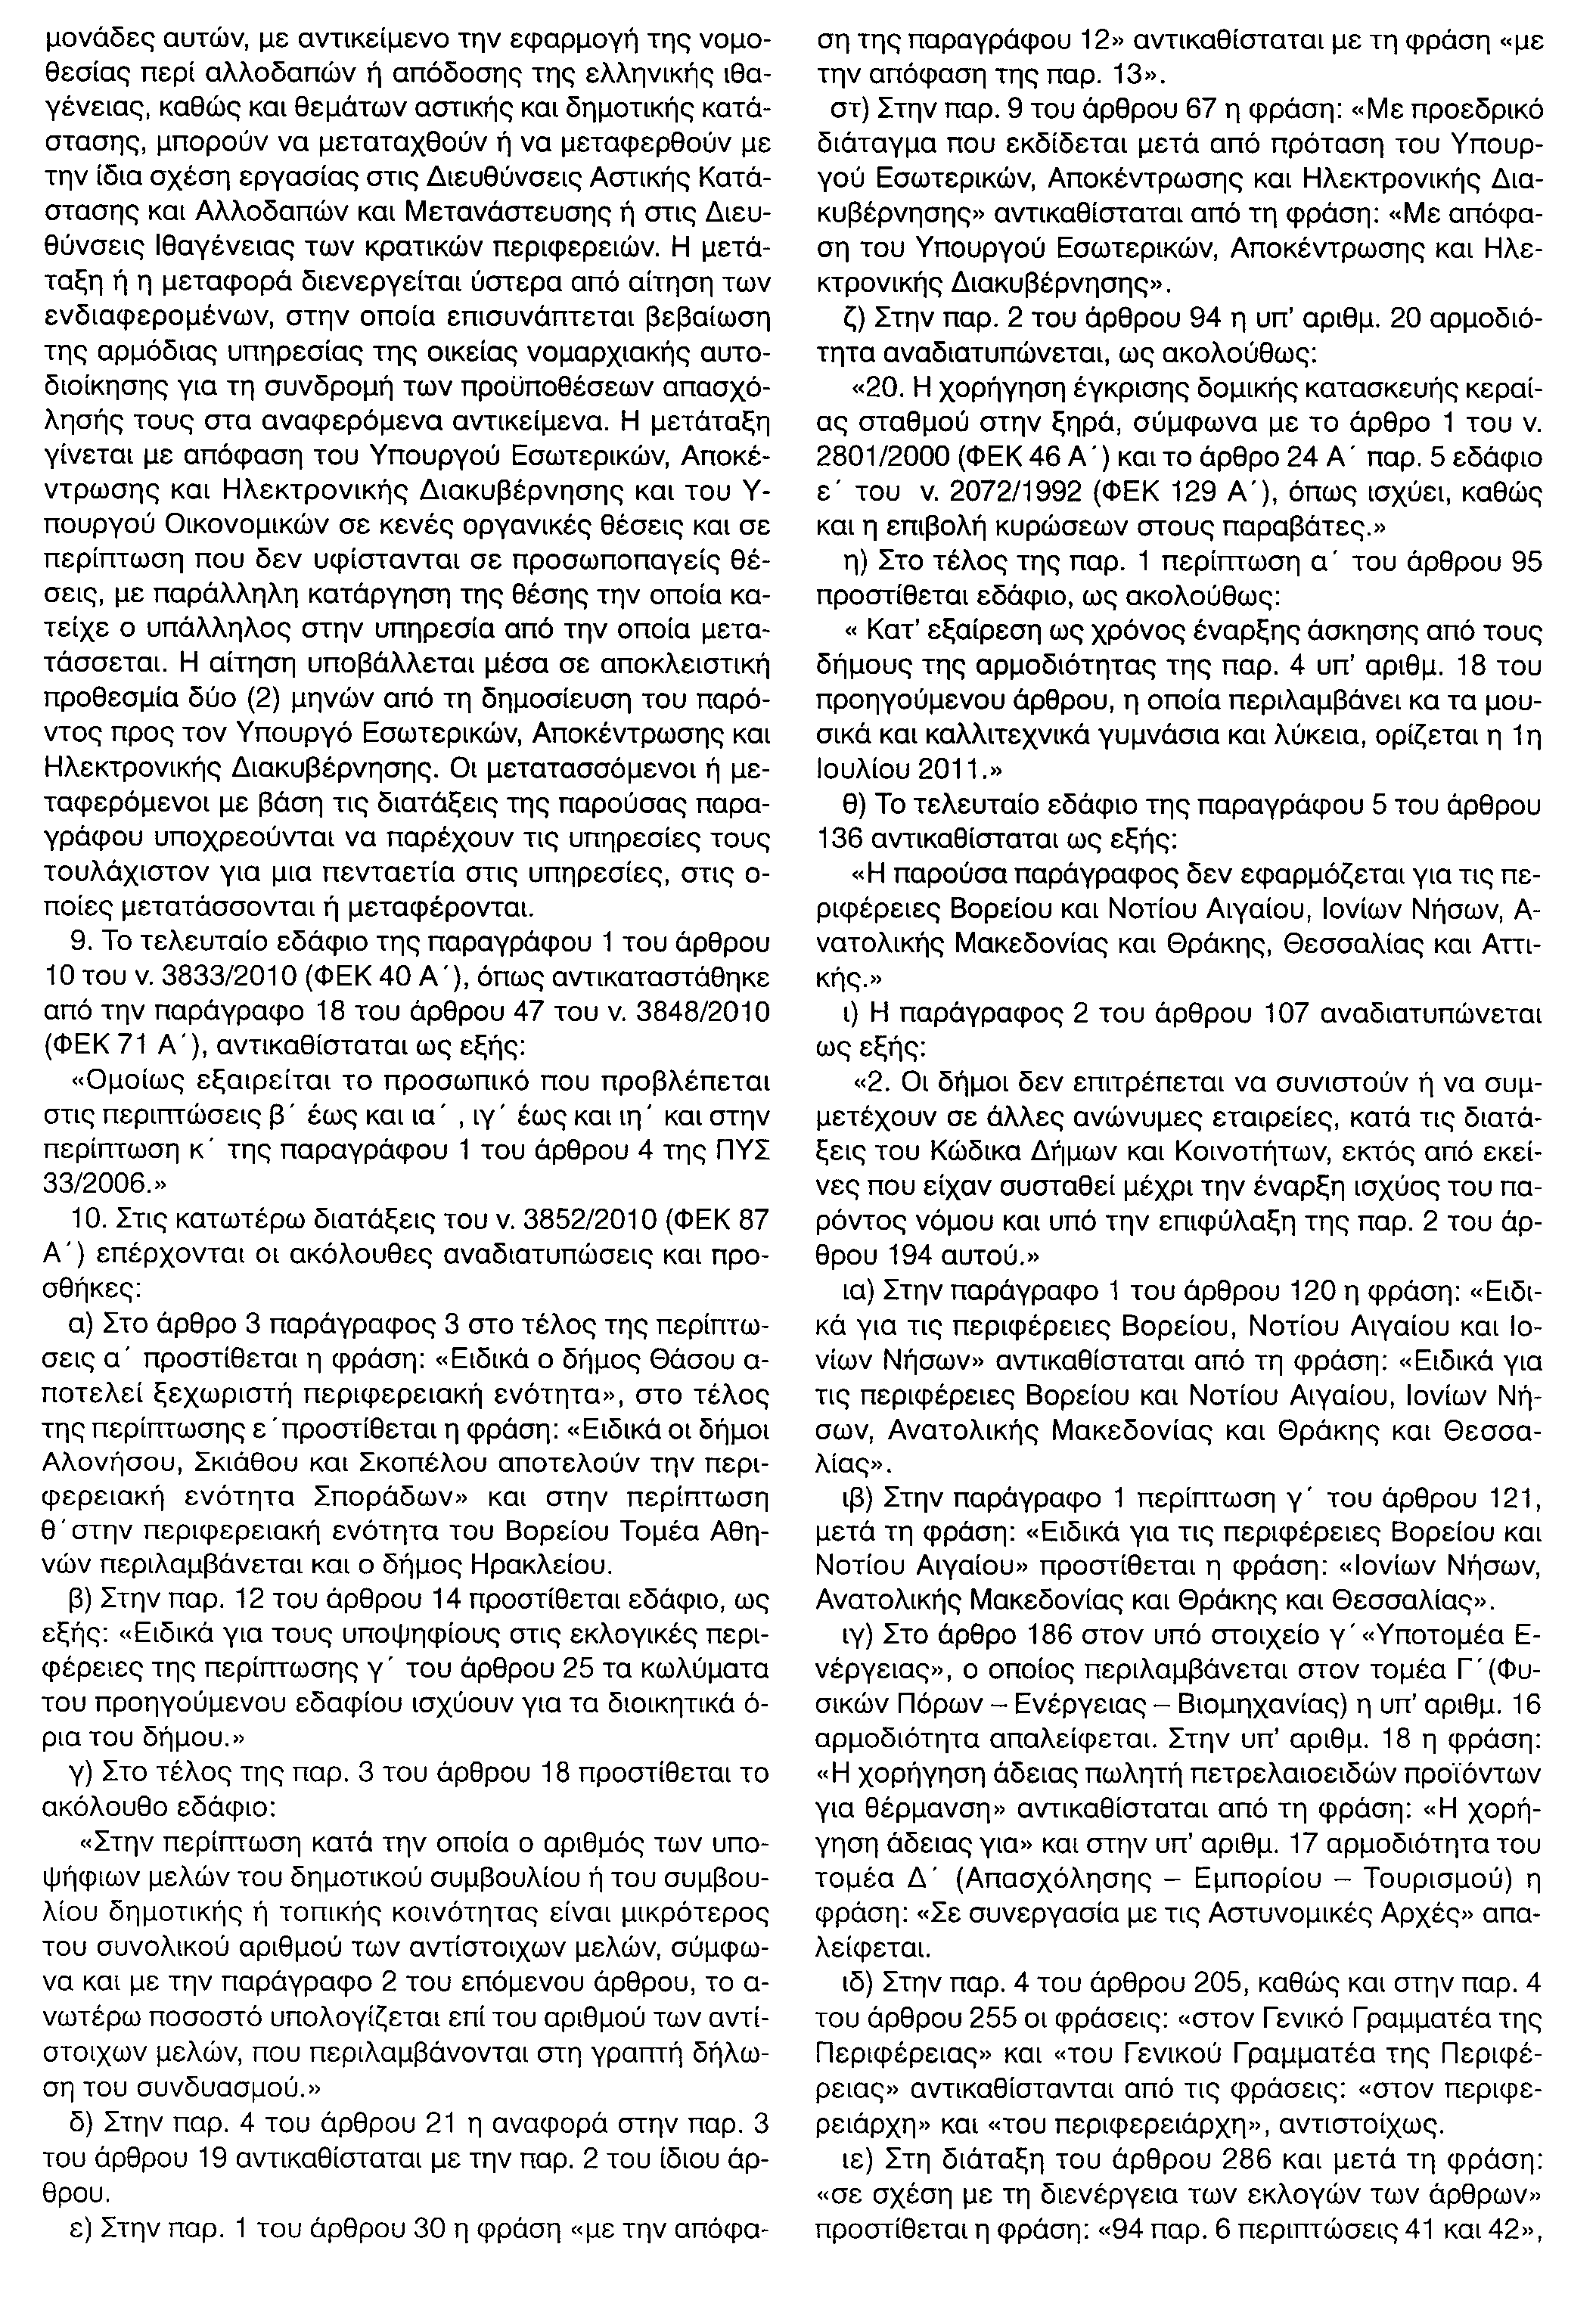 μονάδες αυτών, με αντικείμενο την εφαρμογή της νομο-
θεσίας περί αλλοδαπών ή απόδοσης της ελληνικής ιθα-
γένειας, καθώς και θεμάτων αστικής και δημοτικής κατά-
στασης, μπορούν να μεταταχθούν ή να μεταφερθούν με
την ίδια σχέση εργασίας στις Διευθύνσεις Αστικής Κατά-
στασης και Αλλοδαπών και Μετανάστευσης ή στις Διευ-
θύνσεις Ιθαγένειας των κρατικών περιφερειών. Η μετά-
ταξη ή η μεταφορά διενεργείται ύστερα από αίτηση των
ενδιαφερομένων, στην οποία επισυνάπτεται βεβαίωση
της αρμόδιας υπηρεσίας της οικείας νομαρχιακής αυτο-
διοίκησης για τη συνδρομή των προϋποθέσεων απασχό-
λησής τους στα αναφερόμενα αντικείμενα. Η μετάταξη
γίνεται με απόφαση του Υπουργού Εσωτερικών, Αποκέ-
ντρωσης και Ηλεκτρονικής Διακυβέρνησης και του Υ-
πουργού Οικονομικών σε κενές οργανικές θέσεις και σε
περίπτωση που δεν υφίστανται σε προσωποπαγείς θέ-
σεις, με παράλληλη κατάργηση της θέσης την οποία κα-
τείχε ο υπάλληλος στην υπηρεσία από την οποία μετα-
τάσσεται. Η αίτηση υποβάλλεται μέσα σε αποκλειστική
προθεσμία δύο (2) μηνών από τη δημοσίευση του παρό-
ντος προς τον Υπουργό Εσωτερικών, Αποκέντρωσης και
Ηλεκτρονικής Διακυβέρνησης. Οι μετατασσόμενοι ή με-
ταφερόμενοι με βάση τις διατάξεις της παρούσας παρα-
γράφου υποχρεούνται να παρέχουν τις υπηρεσίες τους
τουλάχιστον για μια πενταετία στις υπηρεσίες, στις ο-
ποίες μετατάσσονται ή μεταφέρονται.
9. Το τελευταίο εδάφιο της παραγράφου 1 του άρθρου
10 του ν. 3833/2010 (ΦΕΚ 40 Α΄), όπως αντικαταστάθηκε
από την παράγραφο 18 του άρθρου 47 του ν. 3848/2010
(ΦΕΚ 71 Α΄), αντικαθίσταται ως εξής:
«Ομοίως εξαιρείται το προσωπικό που προβλέπεται
στις περιπτώσεις β΄ έως και ια΄ , ιγ΄ έως και ιη΄ και στην
περίπτωση κ΄ της παραγράφου 1 του άρθρου 4 της ΠΥΣ
33/2006.»
10. Στις κατωτέρω διατάξεις του ν. 3852/2010 (ΦΕΚ 87
Α΄) επέρχονται οι ακόλουθες αναδιατυπώσεις και προ-
σθήκες:
α) Στο άρθρο 3 παράγραφος 3 στο τέλος της περίπτω-
σεις α΄ προστίθεται η φράση: «Ειδικά ο δήμος Θάσου α-
ποτελεί ξεχωριστή περιφερειακή ενότητα», στο τέλος
της περίπτωσης ε΄προστίθεται η φράση: «Ειδικά οι δήμοι
Αλονήσου, Σκιάθου και Σκοπέλου αποτελούν την περι-
φερειακή ενότητα Σποράδων» και στην περίπτωση
θ΄στην περιφερειακή ενότητα του Βορείου Τομέα Αθη-
νών περιλαμβάνεται και ο δήμος Ηρακλείου.
β) Στην παρ. 12 του άρθρου 14 προστίθεται εδάφιο, ως
εξής: «Ειδικά για τους υποψηφίους στις εκλογικές περι-
φέρειες της περίπτωσης γ΄ του άρθρου 25 τα κωλύματα
του προηγούμενου εδαφίου ισχύουν για τα διοικητικά ό-
ρια του δήμου.»
γ) Στο τέλος της παρ. 3 του άρθρου 18 προστίθεται το
ακόλουθο εδάφιο:
«Στην περίπτωση κατά την οποία ο αριθμός των υπο-
ψήφιων μελών του δημοτικού συμβουλίου ή του συμβου-
λίου δημοτικής ή τοπικής κοινότητας είναι μικρότερος
του συνολικού αριθμού των αντίστοιχων μελών, σύμφω-
να και με την παράγραφο 2 του επόμενου άρθρου, το α-
νωτέρω ποσοστό υπολογίζεται επί του αριθμού των αντί-
στοιχων μελών, που περιλαμβάνονται στη γραπτή δήλω-
ση του συνδυασμού.»
δ) Στην παρ. 4 του άρθρου 21 η αναφορά στην παρ. 3
του άρθρου 19 αντικαθίσταται με την παρ. 2 του ίδιου άρ-
θρου.
ε) Στην παρ. 1 του άρθρου 30 η φράση «με την απόφα-
ση της παραγράφου 12» αντικαθίσταται με τη φράση «με
την απόφαση της παρ. 13».
στ) Στην παρ. 9 του άρθρου 67 η φράση: «Με προεδρικό
διάταγμα που εκδίδεται μετά από πρόταση του Υπουρ-
γού Εσωτερικών, Αποκέντρωσης και Ηλεκτρονικής Δια-
κυβέρνησης» αντικαθίσταται από τη φράση: «Με απόφα-
ση του Υπουργού Εσωτερικών, Αποκέντρωσης και Ηλε-
κτρονικής Διακυβέρνησης».
ζ) Στην παρ. 2 του άρθρου 94 η υπ’ αριθμ. 20 αρμοδιό-
τητα αναδιατυπώνεται, ως ακολούθως:
«20. Η χορήγηση έγκρισης δομικής κατασκευής κεραί-
ας σταθμού στην ξηρά, σύμφωνα με το άρθρο 1 του ν.
2801/2000 (ΦΕΚ 46 Α΄) και το άρθρο 24 Α΄ παρ. 5 εδάφιο
ε΄ του ν. 2072/1992 (ΦΕΚ 129 Α΄), όπως ισχύει, καθώς
και η επιβολή κυρώσεων στους παραβάτες.»
η) Στο τέλος της παρ. 1 περίπτωση α΄ του άρθρου 95
προστίθεται εδάφιο, ως ακολούθως:
« Κατ’ εξαίρεση ως χρόνος έναρξης άσκησης από τους
δήμους της αρμοδιότητας της παρ. 4 υπ’ αριθμ. 18 του
προηγούμενου άρθρου, η οποία περιλαμβάνει κα τα μου-
σικά και καλλιτεχνικά γυμνάσια και λύκεια, ορίζεται η 1η
Ιουλίου 2011.»
θ) Το τελευταίο εδάφιο της παραγράφου 5 του άρθρου
136 αντικαθίσταται ως εξής:
«Η παρούσα παράγραφος δεν εφαρμόζεται για τις πε-
ριφέρειες Βορείου και Νοτίου Αιγαίου, Ιονίων Νήσων, Α-
νατολικής Μακεδονίας και Θράκης, Θεσσαλίας και Αττι-
κής.»
ι) Η παράγραφος 2 του άρθρου 107 αναδιατυπώνεται
ως εξής:
«2. Οι δήμοι δεν επιτρέπεται να συνιστούν ή να συμ-
μετέχουν σε άλλες ανώνυμες εταιρείες, κατά τις διατά-
ξεις του Κώδικα Δήμων και Κοινοτήτων, εκτός από εκεί-
νες που είχαν συσταθεί μέχρι την έναρξη ισχύος του πα-
ρόντος νόμου και υπό την επιφύλαξη της παρ. 2 του άρ-
θρου 194 αυτού.»
ια) Στην παράγραφο 1 του άρθρου 120 η φράση: «Ειδι-
κά για τις περιφέρειες Βορείου, Νοτίου Αιγαίου και Ιο-
νίων Νήσων» αντικαθίσταται από τη φράση: «Ειδικά για
τις περιφέρειες Βορείου και Νοτίου Αιγαίου, Ιονίων Νή-
σων, Ανατολικής Μακεδονίας και Θράκης και Θεσσα-
λίας».
ιβ) Στην παράγραφο 1 περίπτωση γ΄ του άρθρου 121,
μετά τη φράση: «Ειδικά για τις περιφέρειες Βορείου και
Νοτίου Αιγαίου» προστίθεται η φράση: «Ιονίων Νήσων,
Ανατολικής Μακεδονίας και Θράκης και Θεσσαλίας».
ιγ) Στο άρθρο 186 στον υπό στοιχείο γ΄«Υποτομέα Ε-
νέργειας», ο οποίος περιλαμβάνεται στον τομέα Γ΄(Φυ-
σικών Πόρων – Ενέργειας – Βιομηχανίας) η υπ’ αριθμ. 16
αρμοδιότητα απαλείφεται. Στην υπ’ αριθμ. 18 η φράση:
«Η χορήγηση άδειας πωλητή πετρελαιοειδών προϊόντων
για θέρμανση» αντικαθίσταται από τη φράση: «Η χορή-
γηση άδειας για» και στην υπ’ αριθμ. 17 αρμοδιότητα του
τομέα Δ΄ (Απασχόλησης – Εμπορίου – Τουρισμού) η
φράση: «Σε συνεργασία με τις Αστυνομικές Αρχές» απα-
λείφεται.
ιδ) Στην παρ. 4 του άρθρου 205, καθώς και στην παρ. 4
του άρθρου 255 οι φράσεις: «στον Γενικό Γραμματέα της
Περιφέρειας» και «του Γενικού Γραμματέα της Περιφέ-
ρειας» αντικαθίστανται από τις φράσεις: «στον περιφε-
ρειάρχη» και «του περιφερειάρχη», αντιστοίχως.
ιε) Στη διάταξη του άρθρου 286 και μετά τη φράση:
«σε σχέση με τη διενέργεια των εκλογών των άρθρων»
προστίθεται η φράση: «94 παρ. 6 περιπτώσεις 41 και 42»,